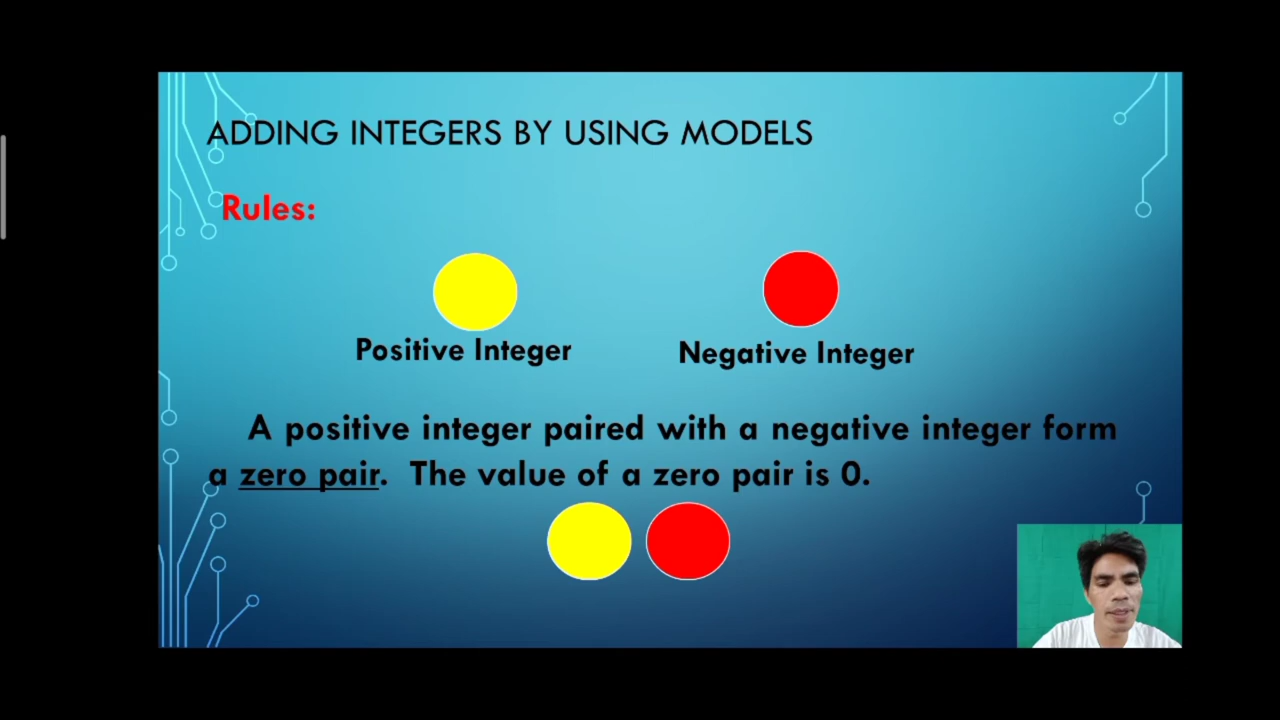 ADDING INTEGERS BY USING MODELS
Rules:
Positive Integer
Negative Integer
A positive integer paired with a negative integer form
a zero pair. The value of a zero pair is 0.